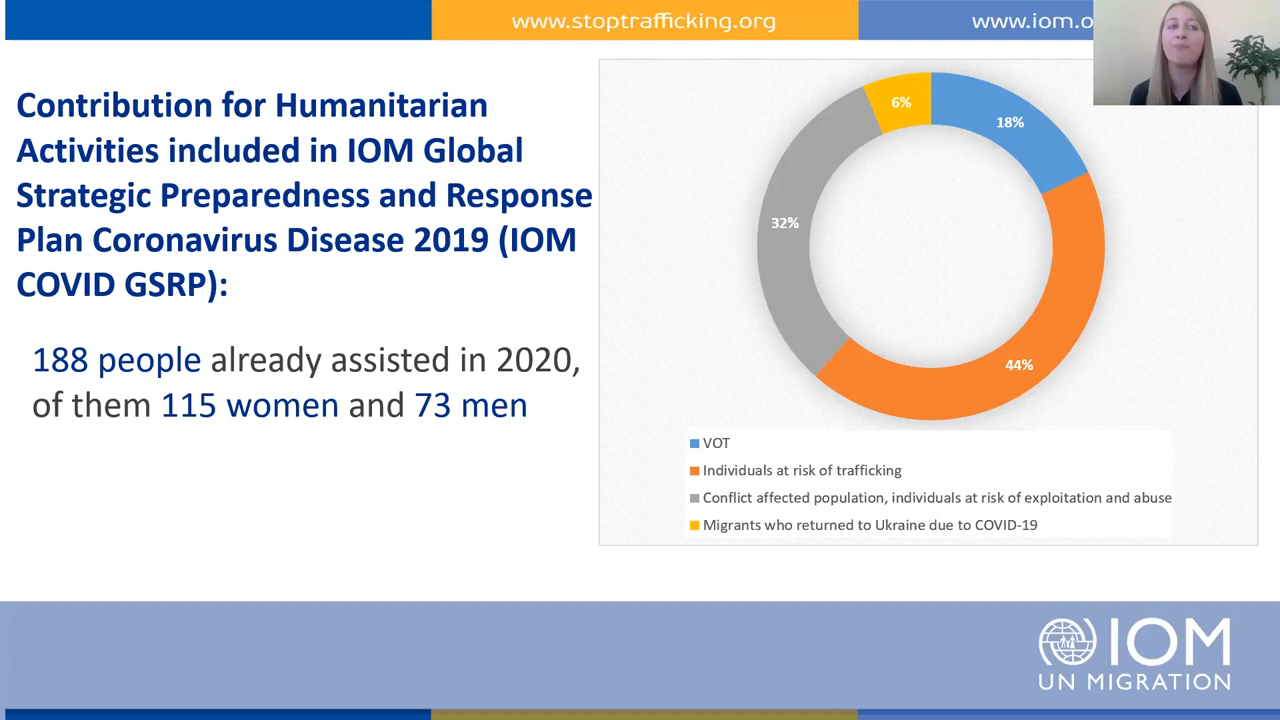 www.stoptrafficking.org
www.iom.o
Contribution for Humanitarian
Activities included in IOM Global
Strategic Preparedness and Response
Plan Coronavirus Disease 2019 (IOM
COVID GSRP):
188 people already assisted in 2020,
of them 115 women and 73 men
6%
18%
32%
44%
VOT
Individuals at risk of trafficking
Conflict affected population, individuals at risk of exploitation and abuse
Migrants who returned to Ukraine due to COVID-19
IOM
UN MIGRATION